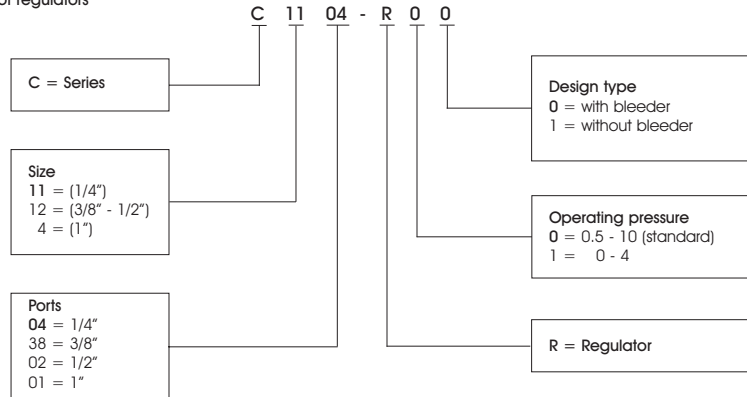 of regulators
C 11 04 - R 0 0
C = Series
Size
11 = (1/4")
12 = (3/8" - 1/2")
4 = (1")
Ports
04 = 1/4"
38 = 3/8"
02 = 1/2"
01 = 1"
Design type
0 = with bleeder
1 = without bleeder
Operating pressure
0 = 0.5 - 10 (standard)
1 = 0 - 4
R = Regulator